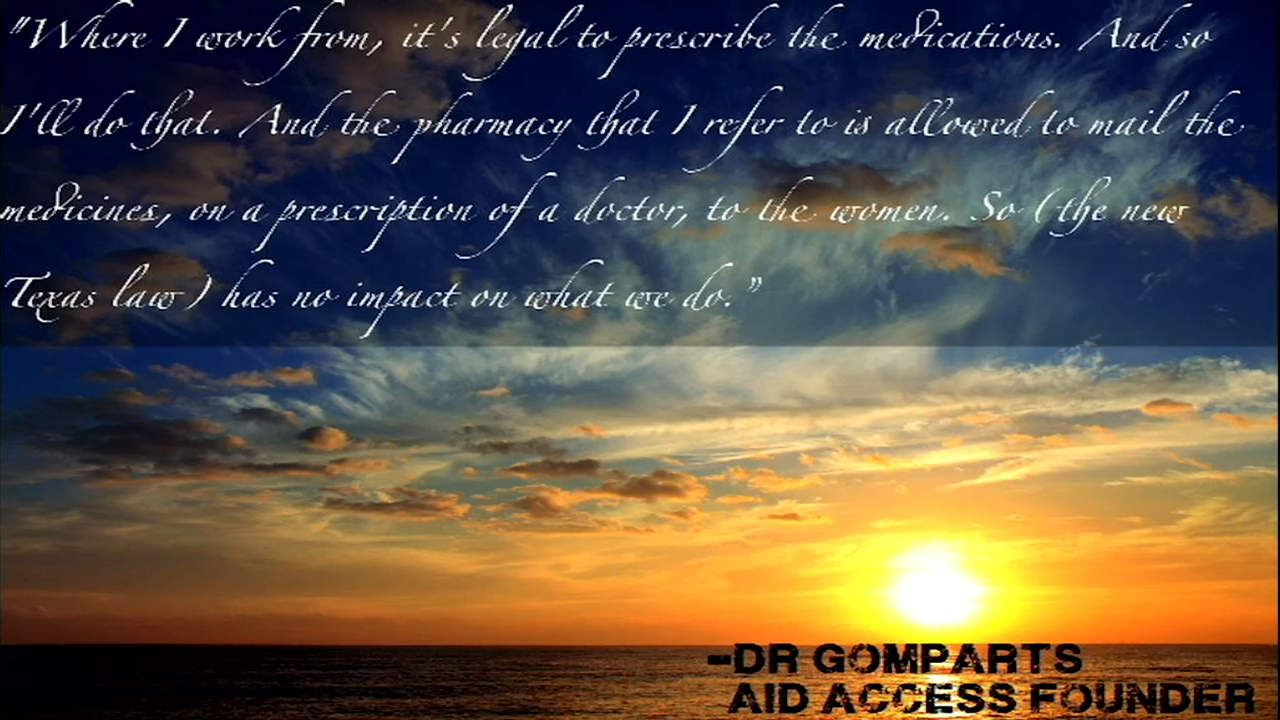 "Where I work from, it's legal to prescribe the medications. And so
I'll do that. And the pharmacy that I refer to is allowed to mail the
medicines, on a prescription of a doctor, to the women. So (the new
Texas law) has no impact on what we do."
-DR GOMPARTS
AID ACCESS FOUNDER